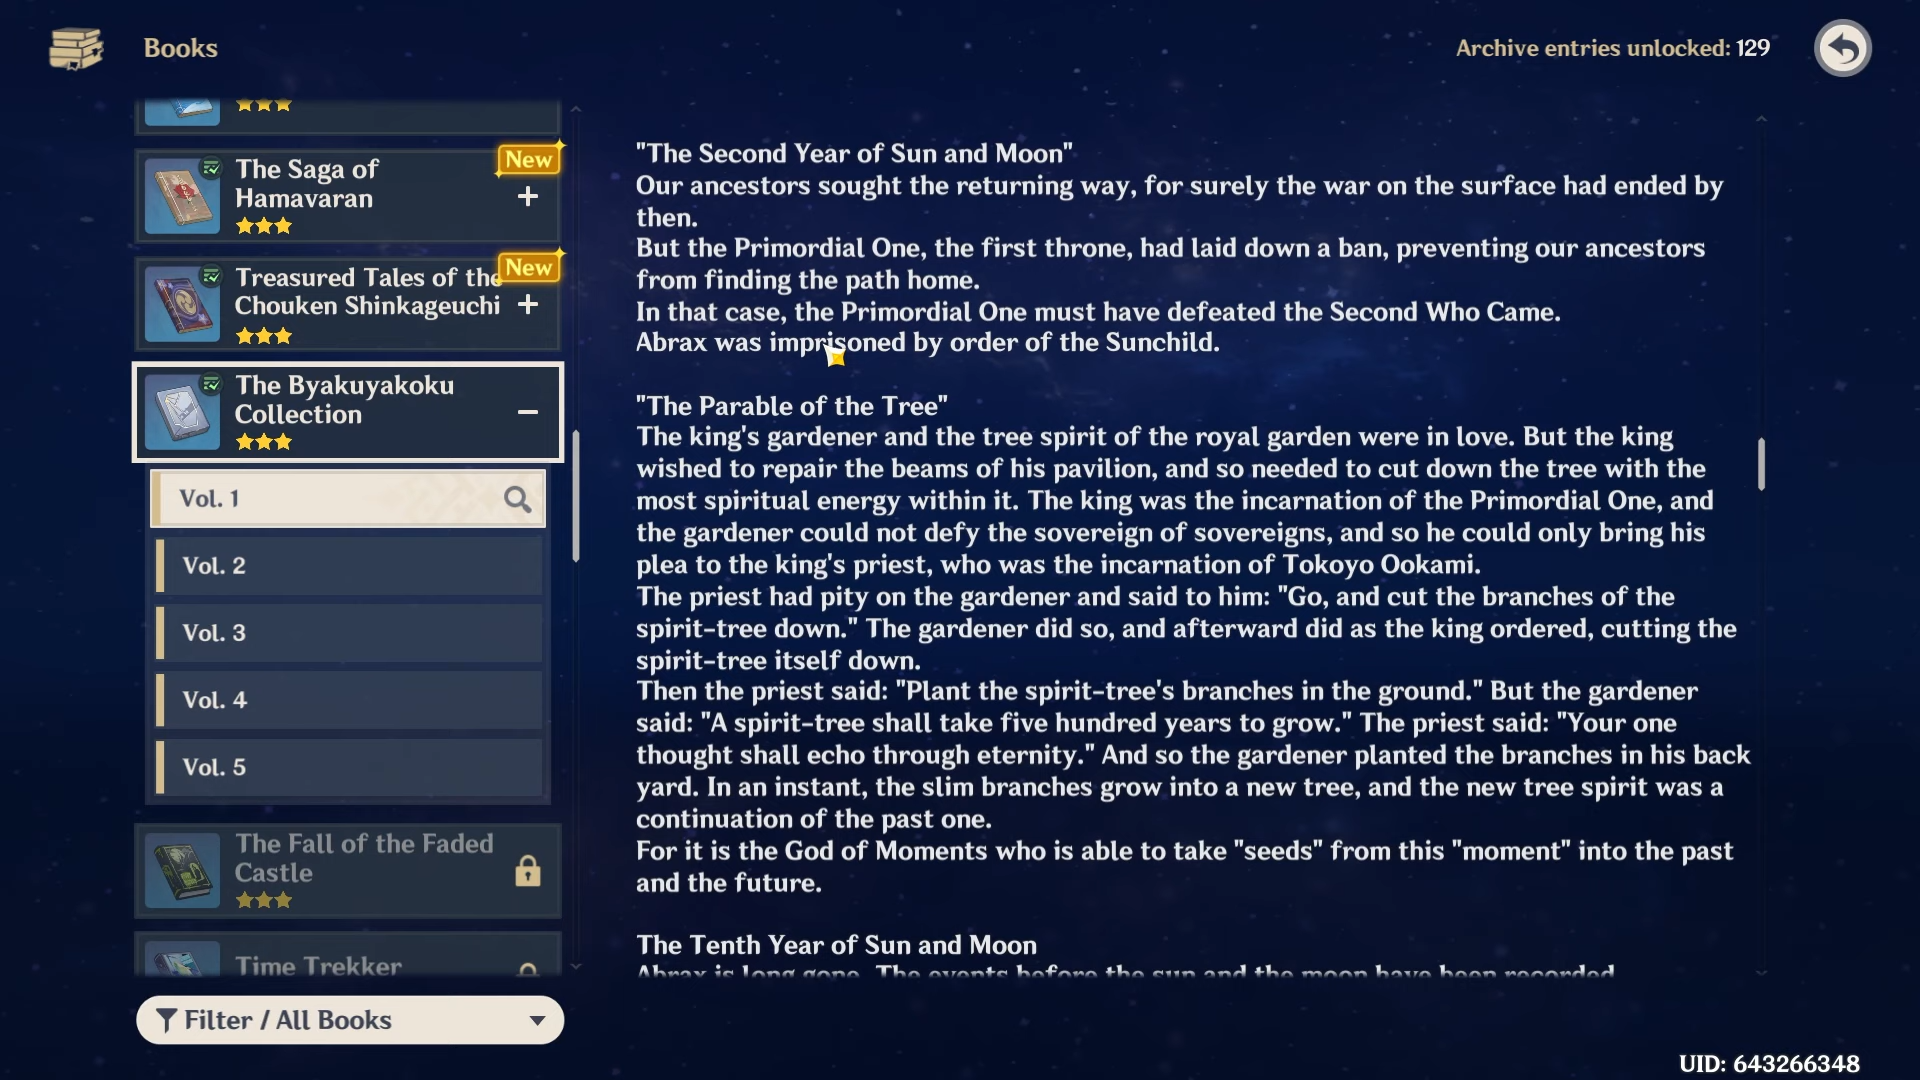 Books
Archive entries unlocked: 129
The Saga of
Hamavaran
New
Treasured Tales of the
Chouken Shinkageuchi
New
The Byakuyakoku
Collection
Vol. 1
Vol. 2
Vol. 3
Vol. 4
Vol. 5
The Fall of the Faded
Castle
Time Trekker
Filter / All Books
"The Second Year of Sun and Moon"
Our ancestors sought the returning way, for surely the war on the surface had ended by
then.
But the Primordial One, the first throne, had laid down a ban, preventing our ancestors
from finding the path home.
In that case, the Primordial One must have defeated the Second Who Came.
Abrax was imprisoned by order of the Sunchild.
"The Parable of the Tree"
The king's gardener and the tree spirit of the royal garden were in love. But the king
wished to repair the beams of his pavilion, and so needed to cut down the tree with the
most spiritual energy within it. The king was the incarnation of the Primordial One, and
the gardener could not defy the sovereign of sovereigns, and so he could only bring his
plea to the king's priest, who was the incarnation of Tokoyo Ookami.
The priest had pity on the gardener and said to him: "Go, and cut the branches of the
spirit-tree down." The gardener did so, and afterward did as the king ordered, cutting the
spirit-tree itself down.
Then the priest said: "Plant the spirit-tree's branches in the ground." But the gardener
said: "A spirit-tree shall take five hundred years to grow." The priest said: "Your one
thought shall echo through eternity." And so the gardener planted the branches in his back
yard. In an instant, the slim branches grow into a new tree, and the new tree spirit was a
continuation of the past one.
For it is the God of Moments who is able to take "seeds" from this "moment" into the past
and the future.
The Tenth Year of Sun and Moon
Abrax is long gone. The events before the sun and the moon have been recorded
UID: 643266348